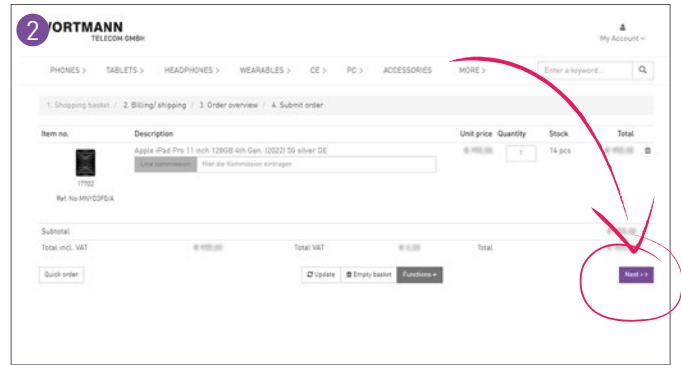 2
WORTMANN
TELECOM GMBH
My Account
PHONES > TABLETS > HEADPHONES > WEARABLES > CE > PC > ACCESSORIES MORE > Enter a keyword...
1. Shopping basket / 2. Billing/ shipping / 3. Order overview / 4. Submit order
Item no. Description Unit price Quantity Stock Total
Apple iPad Pro 11 inch 128GB 4th Gen. (2022) 5G silver DE 1 14 pcs
Line commission Hier die Kommission eintragen
17702
Ref. No:MNYD3FD/A
Subtotal
Total incl. VAT Total VAT Total
Quick order Update Empty basket Functions Next >>